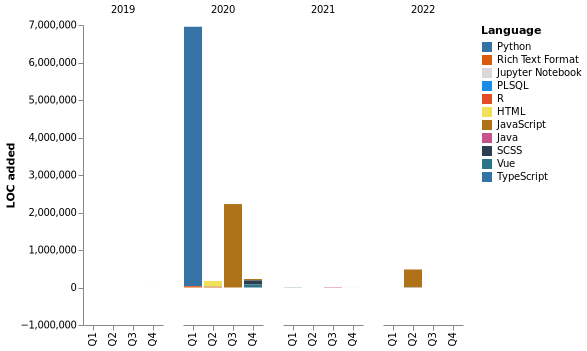 2019 2020 2021 2022
Language
Python
Rich Text Format
Jupyter Notebook
PLSQL
R
HTML
JavaScript
Java
SCSS
Vue
TypeScript
LOC added
7,000,000
6,000,000
5,000,000
4,000,000
3,000,000
2,000,000
1,000,000
0
−1,000,000
Q1 Q2 Q3 Q4 Q1 Q2 Q3 Q4 Q1 Q2 Q3 Q4 Q1 Q2 Q3 Q4